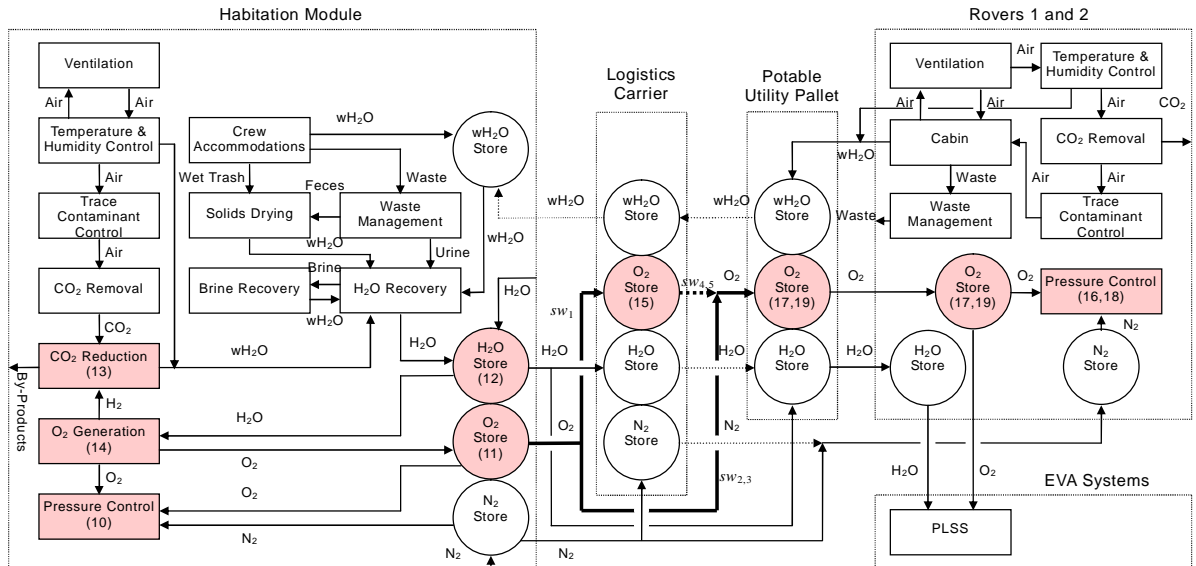 Habitation Module
Rovers 1 and 2
Logistics
Carrier
Potable
Utility Pallet
EVA Systems
Ventilation
Air
Air
Temperature &
Humidity Control
Air
Trace
Contaminant
Control
Air
CO₂ Removal
CO₂
CO₂ Reduction
(13)
By-Products
H₂
O₂ Generation
(14)
O₂
Pressure Control
(10)
Crew
Accommodations
wH₂O
Wet Trash
Waste
Feces
Solids Drying
Waste
Management
wH₂O
Urine
Brine
Brine Recovery
H₂O Recovery
wH₂O
wH₂O
H₂O
wH₂O
H₂O
O₂
O₂
N₂
wH₂O
Store
H₂O
H₂O
Store
(12)
O₂
Store
(11)
N₂
Store
N₂
H₂O
O₂
N₂
sw₁
wH₂O
wH₂O
Store
O₂
Store
(15)
H₂O
Store
N₂
Store
sw₄,₅
sw₂,₃
wH₂O
O₂
H₂O
N₂
wH₂O
Store
O₂
Store
(17,19)
H₂O
Store
wH₂O
O₂
H₂O
Ventilation
Air
Temperature &
Humidity Control
Air
Air
Air
CO₂
Cabin
CO₂ Removal
Air
Air
Waste
Waste
Management
Waste
Trace
Contaminant
Control
O₂
Store
(17,19)
O₂
Pressure Control
(16,18)
N₂
H₂O
Store
N₂
Store
H₂O
O₂
PLSS